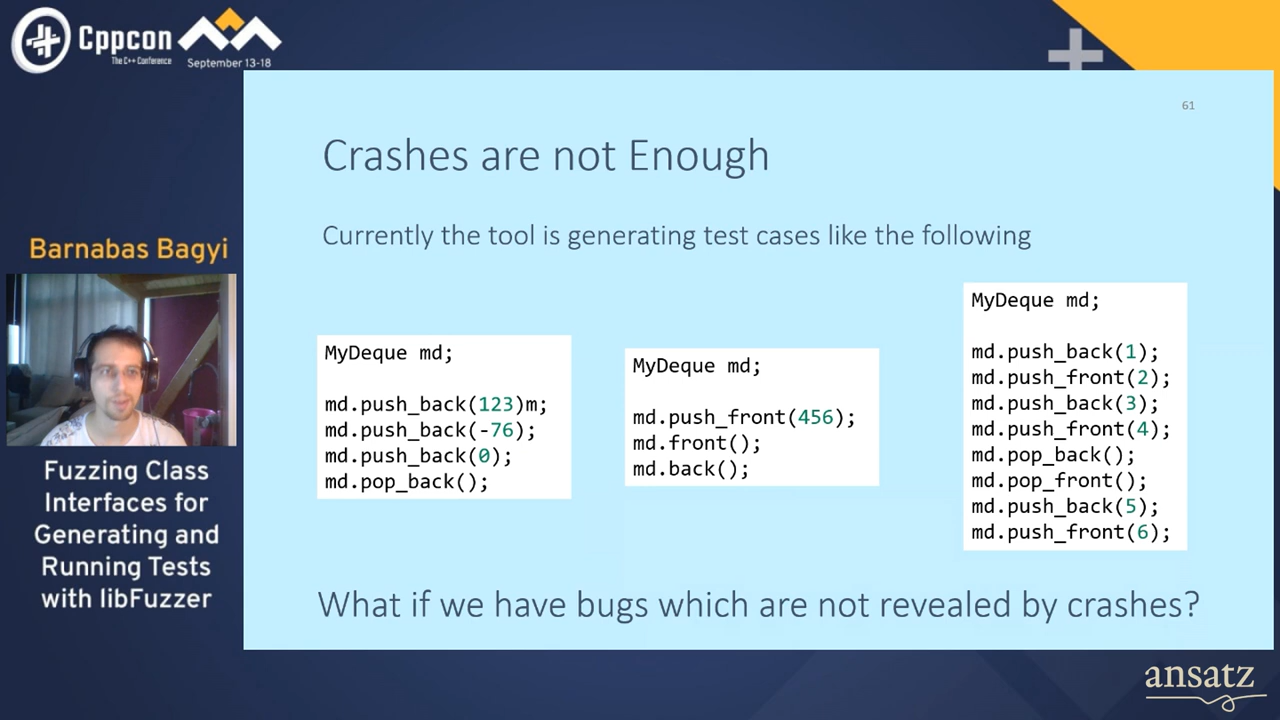 Cppcon
The C++ Conference
September 13-18
61
Crashes are not Enough
Currently the tool is generating test cases like the following
Barnabas Bagyi
MyDeque md;
md.push_back(123)m;
md.push_back(-76);
md.push_back(0);
md.pop_back();
MyDeque md;
md.push_front(456);
md.front();
md.back();
MyDeque md;
md.push_back(1);
md.push_front(2);
md.push_back(3);
md.push_front(4);
md.pop_back();
md.pop_front();
md.push_back(5);
md.push_front(6);
Fuzzing Class
Interfaces for
Generating and
Running Tests
with libFuzzer
What if we have bugs which are not revealed by crashes?
ansatz